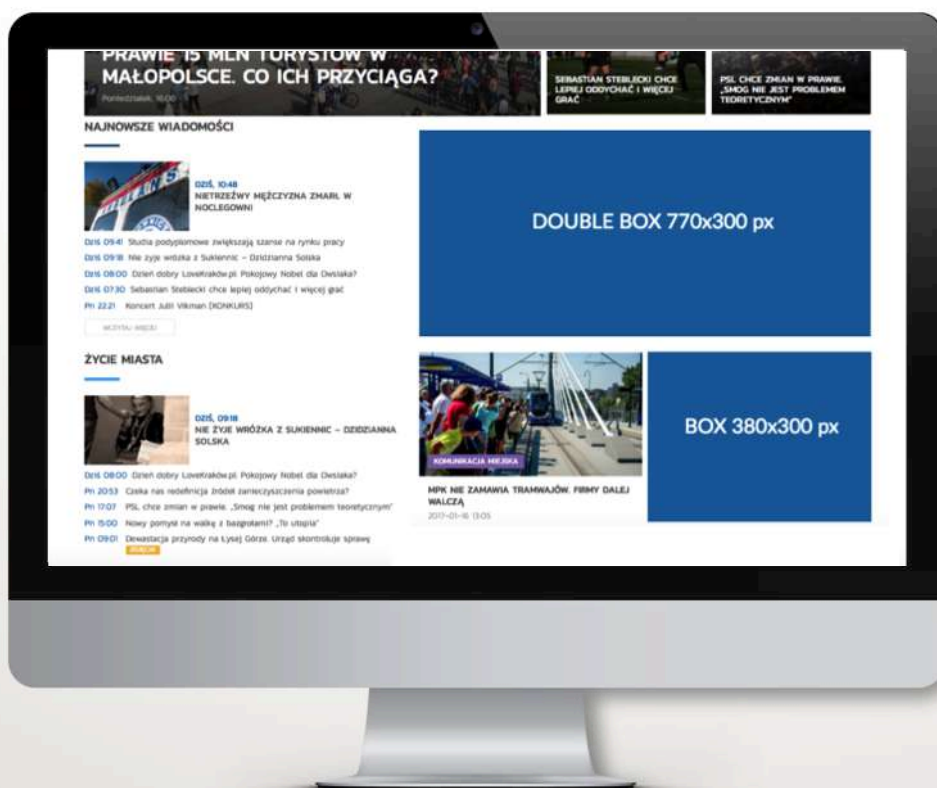 PRAWIE 15 MLN TURYSTÓW W
MAŁOPOLSCE. CO ICH PRZYCIĄGA?
Poniedziałek, 16:00
SEBASTIAN STEBLECKI CHCE
LEPIEJ ODDYCHAĆ I WIĘCEJ
GRAĆ
PSL CHCE ZMIAN W PRAWIE.
„SMOG NIE JEST PROBLEMEM
TEORETYCZNYM”
NAJNOWSZE WIADOMOŚCI
DZIŚ, 10:48
NIETRZEŹWY MĘŻCZYZNA ZMARŁ W
NOCLEGOWNI
Dziś 09:41 Studia podyplomowe zwiększają szanse na rynku pracy
Dziś 09:18 Nie żyje wróżka z Sukiennic – Dzidzianna Solska
Dziś 08:00 Dzień dobry LoveKraków.pl. Pokojowy Nobel dla Owsiaka?
Dziś 07:30 Sebastian Steblecki chce lepiej oddychać i więcej grać
Pn 22:21 Koncert Julii Vikman [KONKURS]
WCZYTAJ WIĘCEJ
DOUBLE BOX 770x300 px
ŻYCIE MIASTA
DZIŚ, 09:18
NIE ŻYJE WRÓŻKA Z SUKIENNIC – DZIDZIANNA
SOLSKA
Dziś 08:00 Dzień dobry LoveKraków.pl. Pokojowy Nobel dla Owsiaka?
Pn 20:53 Czeka nas redefinicja źródeł zanieczyszczenia powietrza?
Pn 17:07 PSL chce zmian w prawie. „Smog nie jest problemem teoretycznym”
Pn 15:00 Nowy pomysł na walkę z bazgrołami? „To utopia”
Pn 09:01 Dewastacja przyrody na Łysej Górze. Urząd skontroluje sprawę
ZDJĘCIA
KOMUNIKACJA MIEJSKA
MPK NIE ZAMAWIA TRAMWAJÓW. FIRMY DALEJ
WALCZĄ
2017-01-16 13:05
BOX 380x300 px